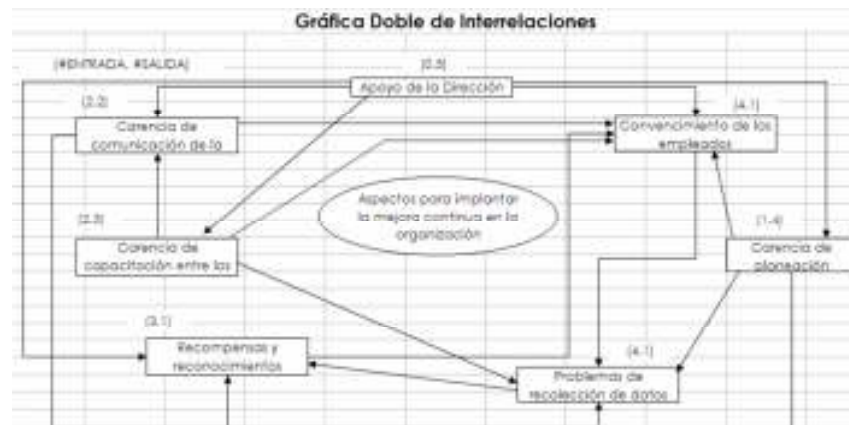 Gráfica Doble de Interrelaciones
(#ENTRADA, #SALIDA)
(0,5)
Apoyo de la Dirección
(2,2)
(4,1)
Carencia de
comunicación de la
Convencimiento de los
empleados
Aspectos para implantar
la mejora continua en la
organización
(2,3)
(1,4)
Carencia de
capacitación entre los
Carencia de
planeación
(3,1)
Recompensas y
reconocimientos
(4,1)
Problemas de
recolección de datos